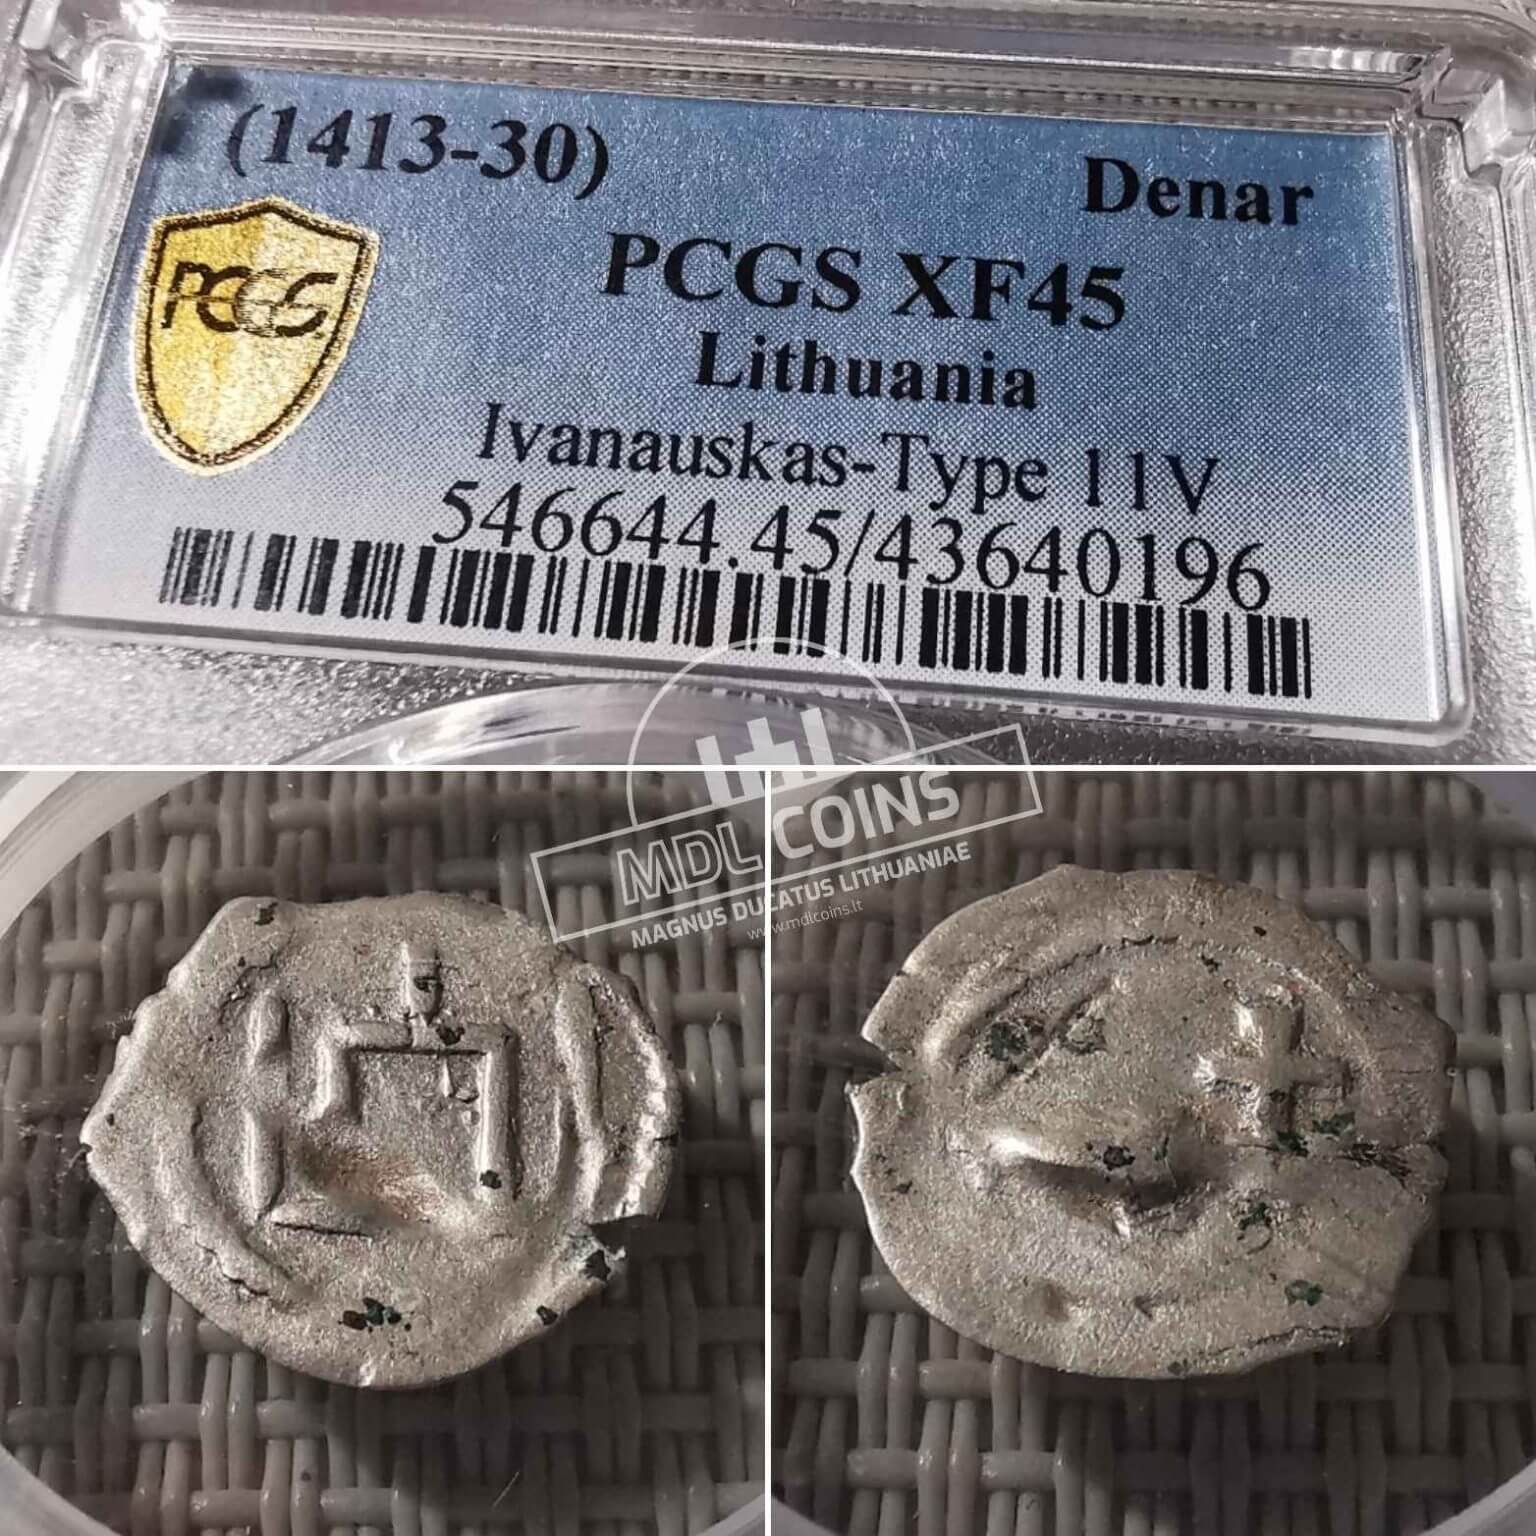 (1413-30)
Denar
PCGS
PCGS XF45
Lithuania
Ivanauskas-Type 11V
546644.45/43640196
MDL COINS
MAGNUS DUCATUS LITHUANIAE
www.mdlcoins.lt